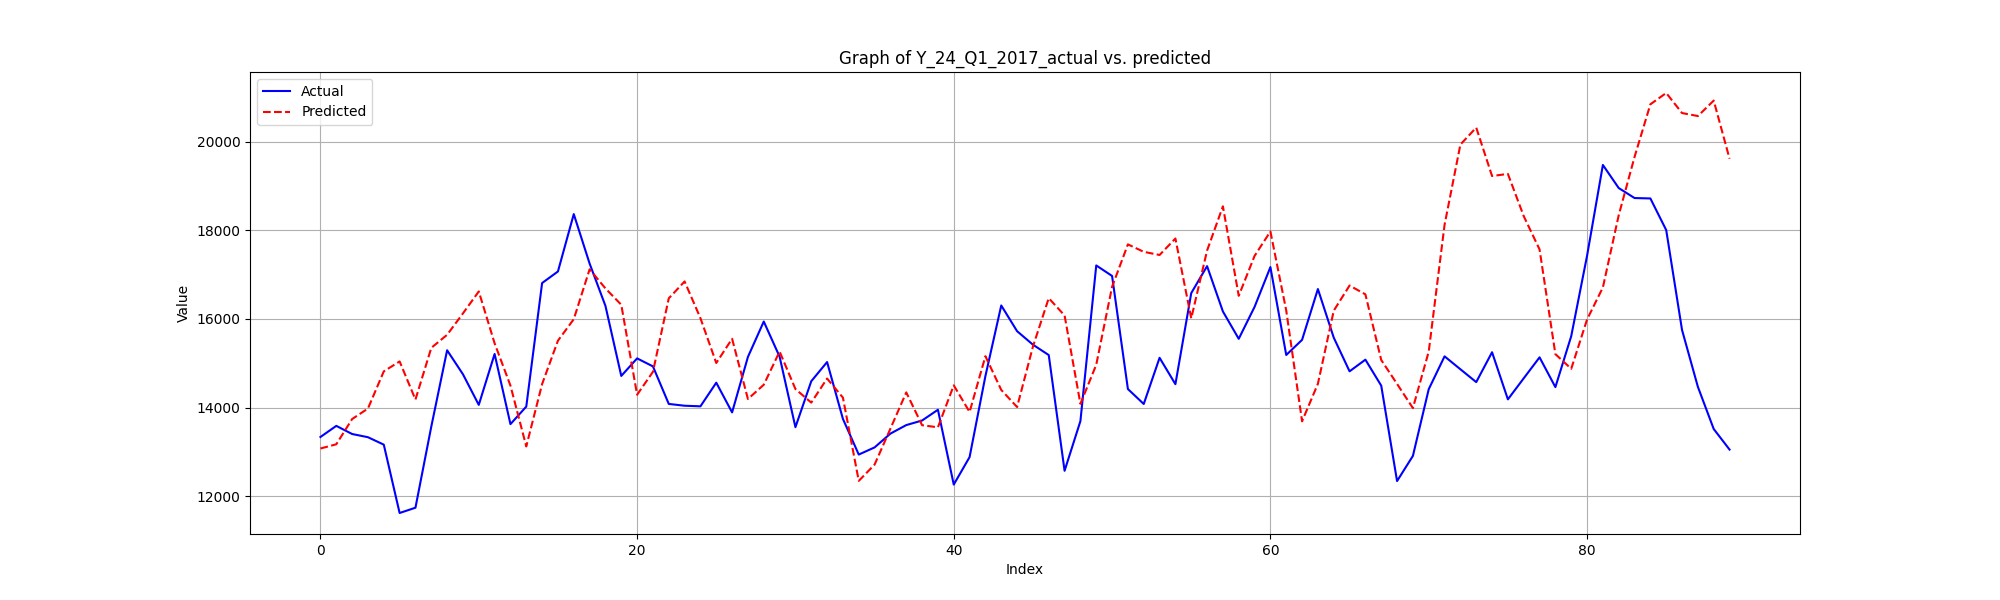 Graph of Y_24_Q1_2017_actual vs. predicted
Actual
Predicted
Value
20000
18000
16000
14000
12000
0 20 40 60 80
Index